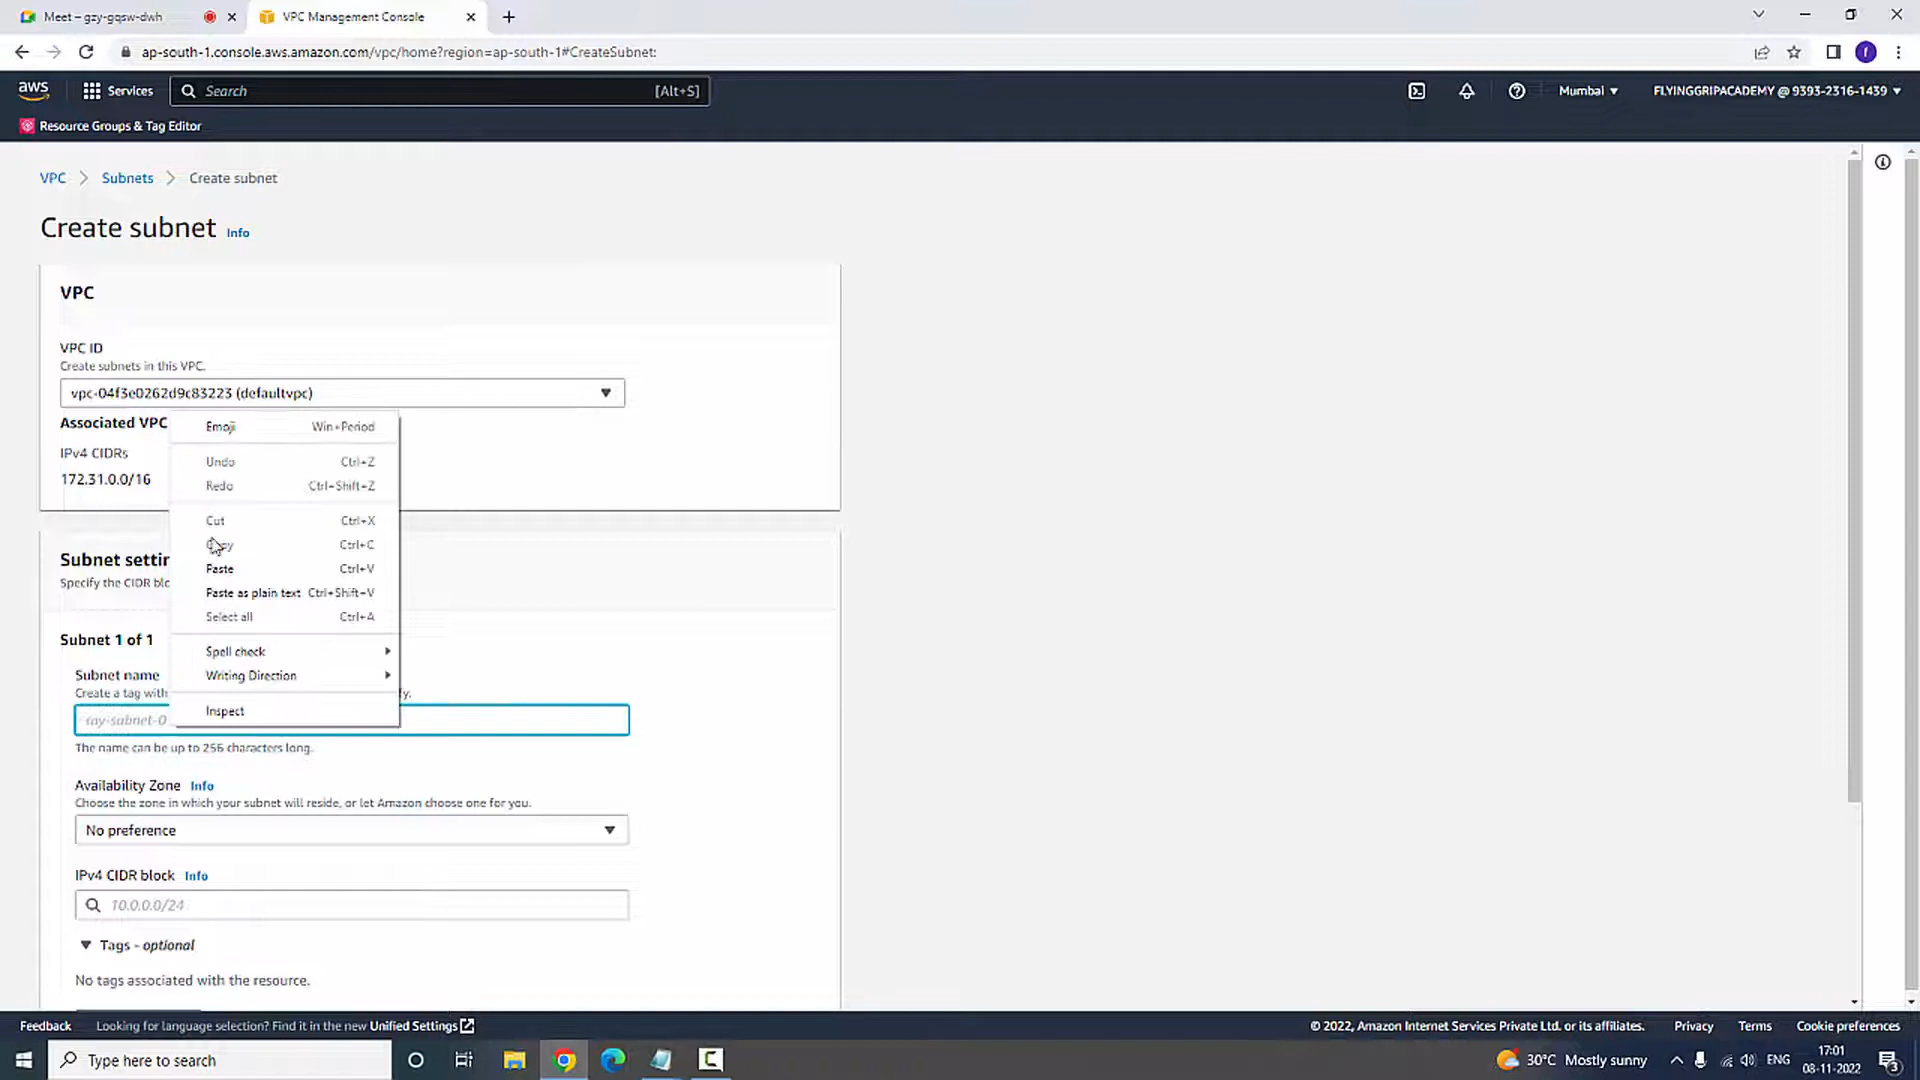 Meet – gzy-gqsw-dwh
VPC Management Console
ap-south-1.console.aws.amazon.com/vpc/home?region=ap-south-1#CreateSubnet:
aws
Services
Search
[Alt+S]
Mumbai
FLYINGGRIPACADEMY @ 9393-2316-1439
Resource Groups & Tag Editor
VPC
Subnets
Create subnet
Create subnet Info
VPC
VPC ID
Create subnets in this VPC.
vpc-04f3e0262d9c83223 (defaultvpc)
Associated VPC
IPv4 CIDRs
172.31.0.0/16
Emoji Win+Period
Undo Ctrl+Z
Redo Ctrl+Shift+Z
Cut Ctrl+X
Copy Ctrl+C
Paste Ctrl+V
Paste as plain text Ctrl+Shift+V
Select all Ctrl+A
Spell check
Writing Direction
Inspect
Subnet settin
Specify the CIDR blo
Subnet 1 of 1
Subnet name
Create a tag with fy.
my-subnet-0
The name can be up to 256 characters long.
Availability Zone Info
Choose the zone in which your subnet will reside, or let Amazon choose one for you.
No preference
IPv4 CIDR block Info
10.0.0.0/24
Tags - optional
No tags associated with the resource.
Feedback
Looking for language selection? Find it in the new Unified Settings
© 2022, Amazon Internet Services Private Ltd. or its affiliates.
Privacy
Terms
Cookie preferences
Type here to search
30°C Mostly sunny
ENG
17:01
08-11-2022
3